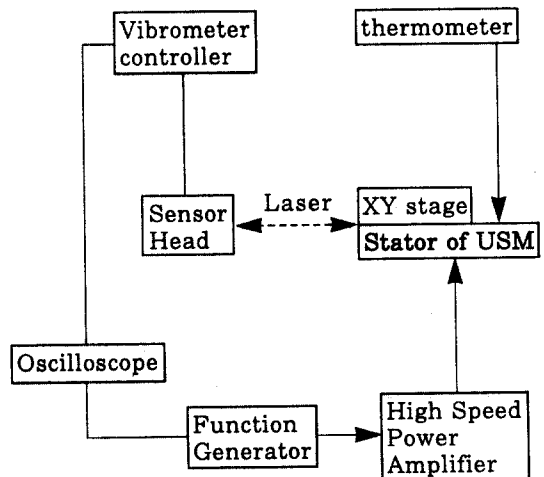 Vibrometer
controller
thermometer
Sensor
Head
Laser
XY stage
Stator of USM
Oscilloscope
Function
Generator
High Speed
Power
Amplifier